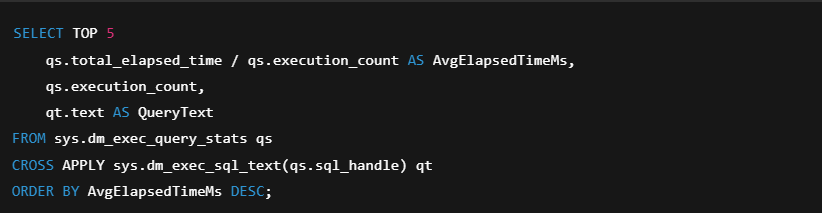 SELECT TOP 5
    qs.total_elapsed_time / qs.execution_count AS AvgElapsedTimeMs,
    qs.execution_count,
    qt.text AS QueryText
FROM sys.dm_exec_query_stats qs
CROSS APPLY sys.dm_exec_sql_text(qs.sql_handle) qt
ORDER BY AvgElapsedTimeMs DESC;